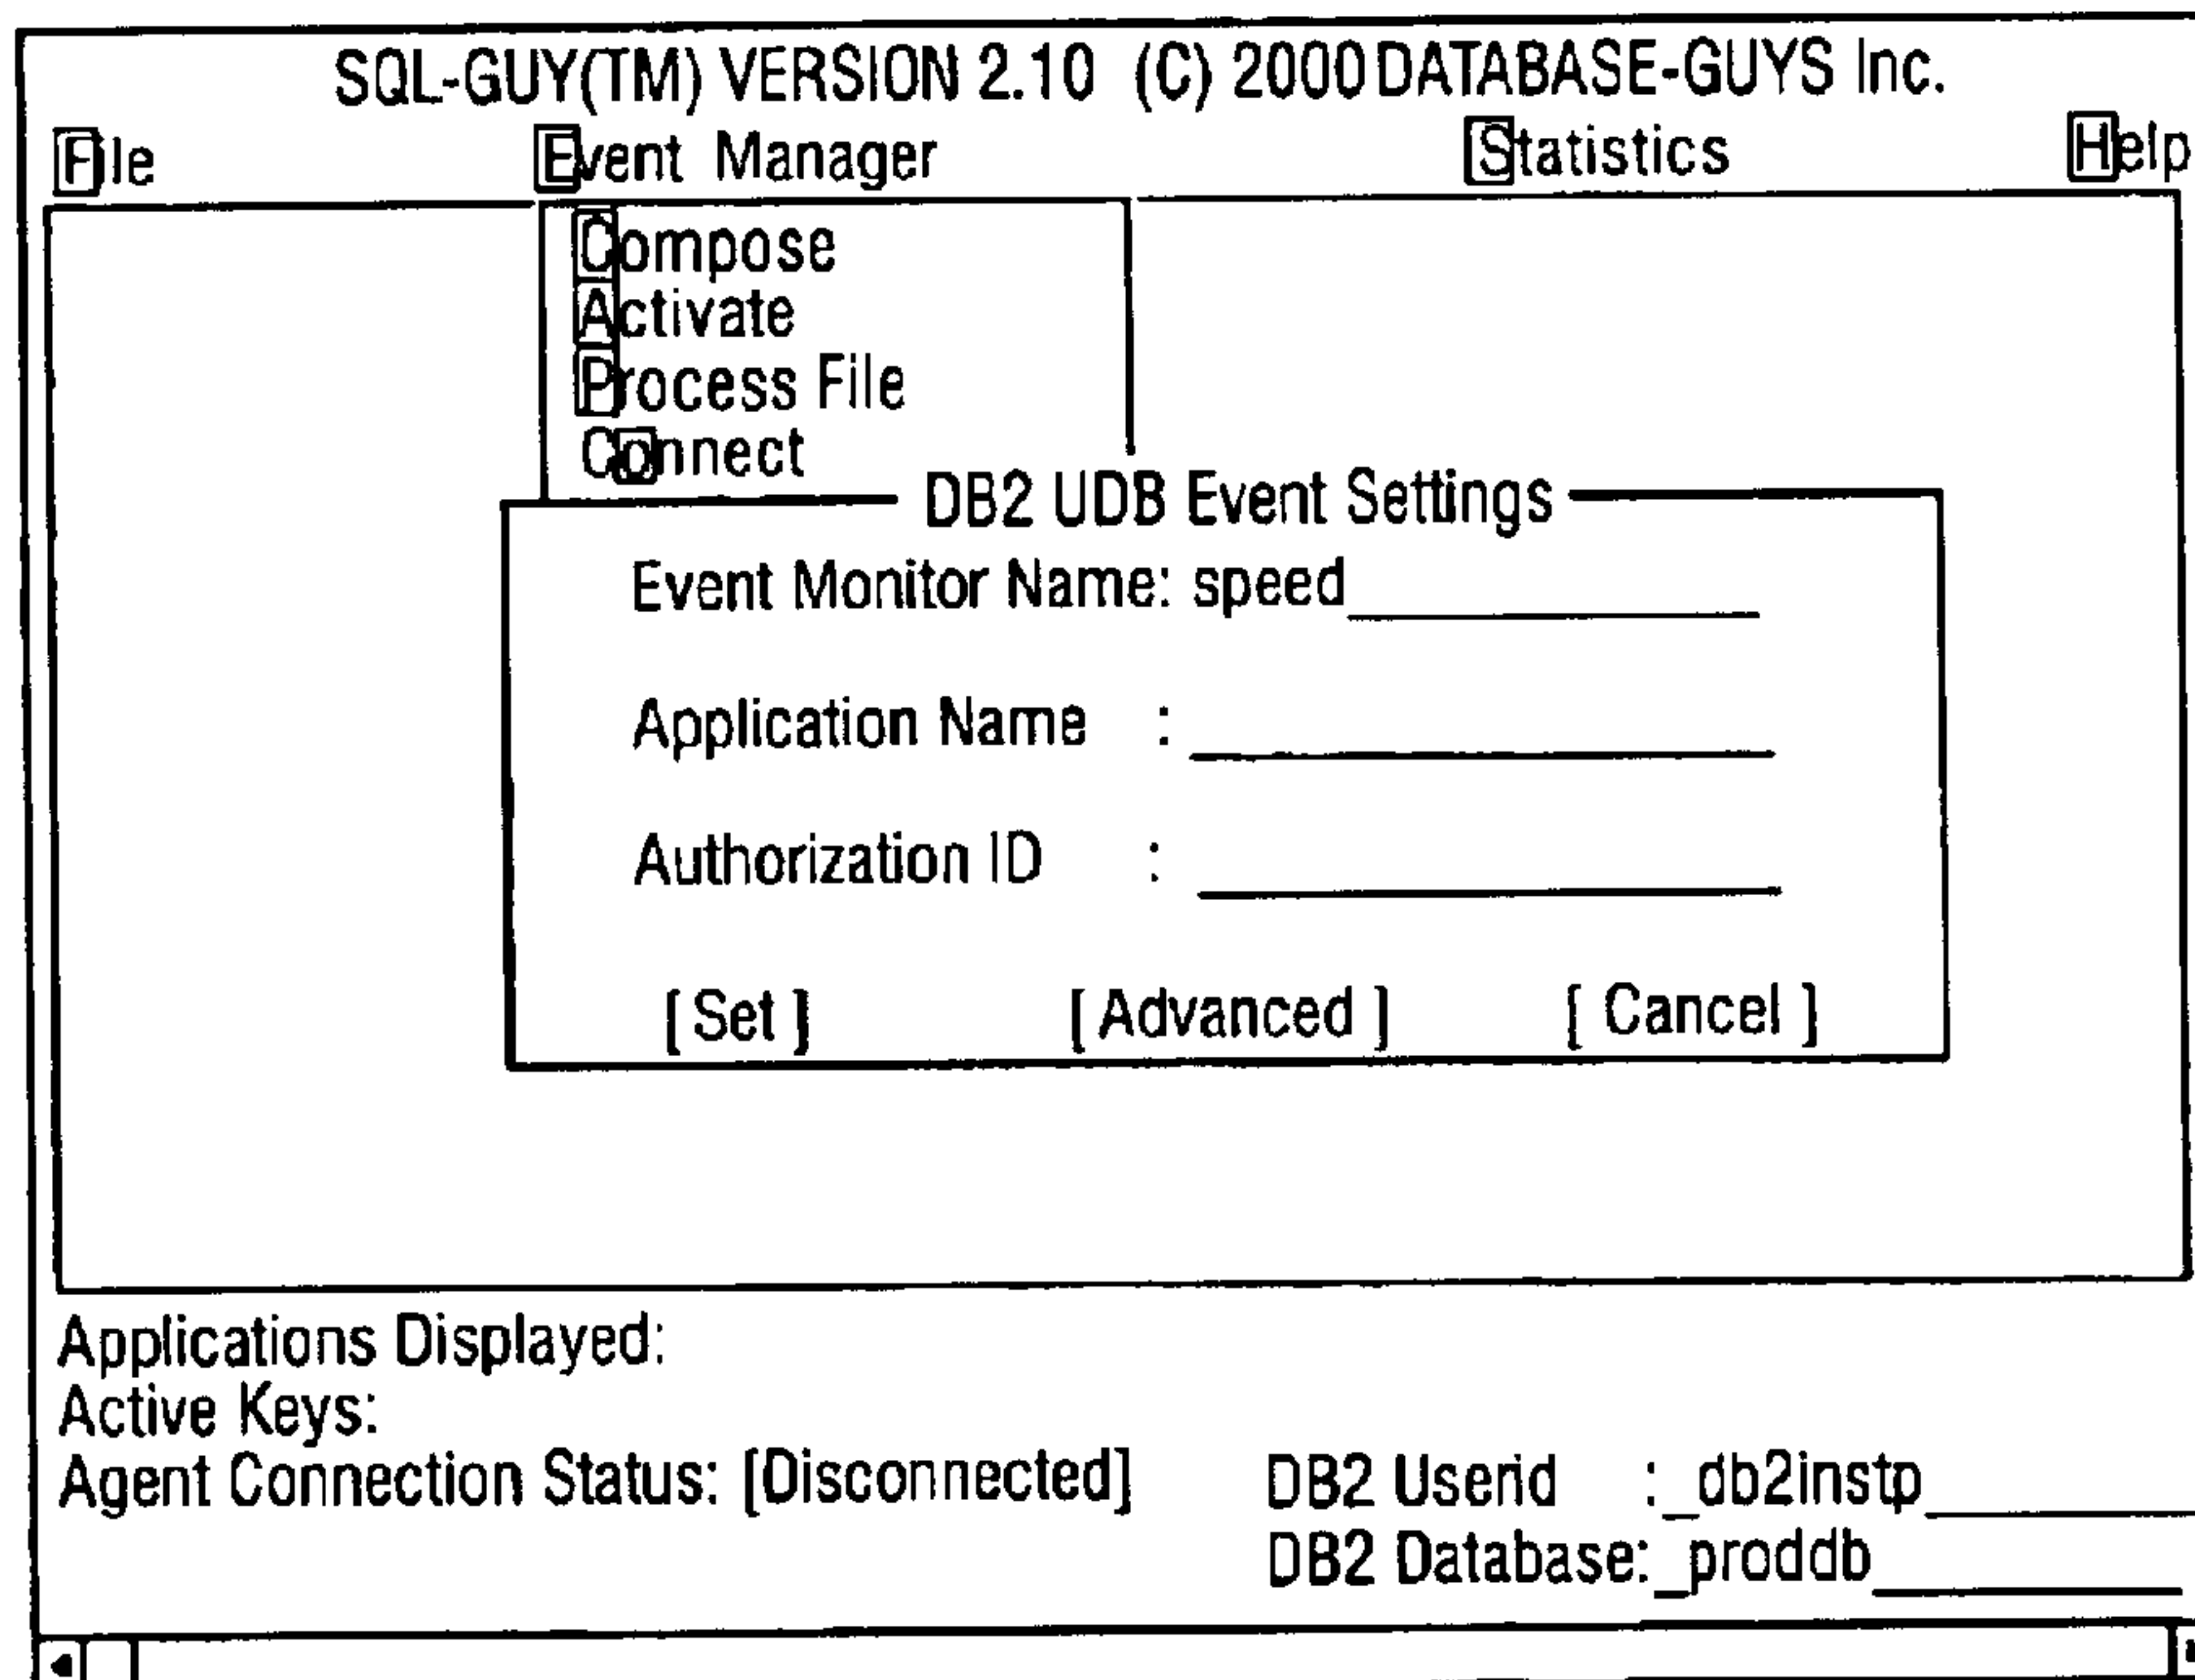 SQL-GUY(TM) VERSION 2.10 (C) 2000 DATABASE-GUYS Inc.
File Event Manager Statistics Help
Compose
Activate
Process File
Connect
DB2 UDB Event Settings
Event Monitor Name: speed
Application Name :
Authorization ID :
[ Set ] [ Advanced ] [ Cancel ]
Applications Displayed:
Active Keys:
Agent Connection Status: [Disconnected] DB2 Userid :_db2instp
DB2 Database:_proddb